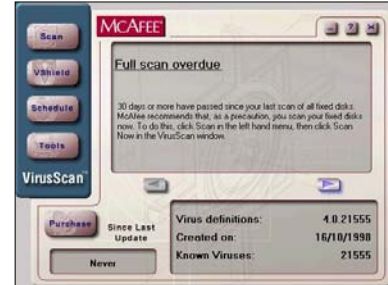 McAFEE
Scan
VShield
Schedule
Tools
VirusScan
Full scan overdue
30 days or more have passed since your last scan of all fixed disks.
McAfee recommends that, as a precaution, you scan your fixed disks
now. To do this, click Scan in the left hand menu, then click Scan
Now in the VirusScan window.
Purchase
Since Last
Update
Never
Virus definitions: 4.0.21555
Created on: 16/10/1998
Known Viruses: 21555